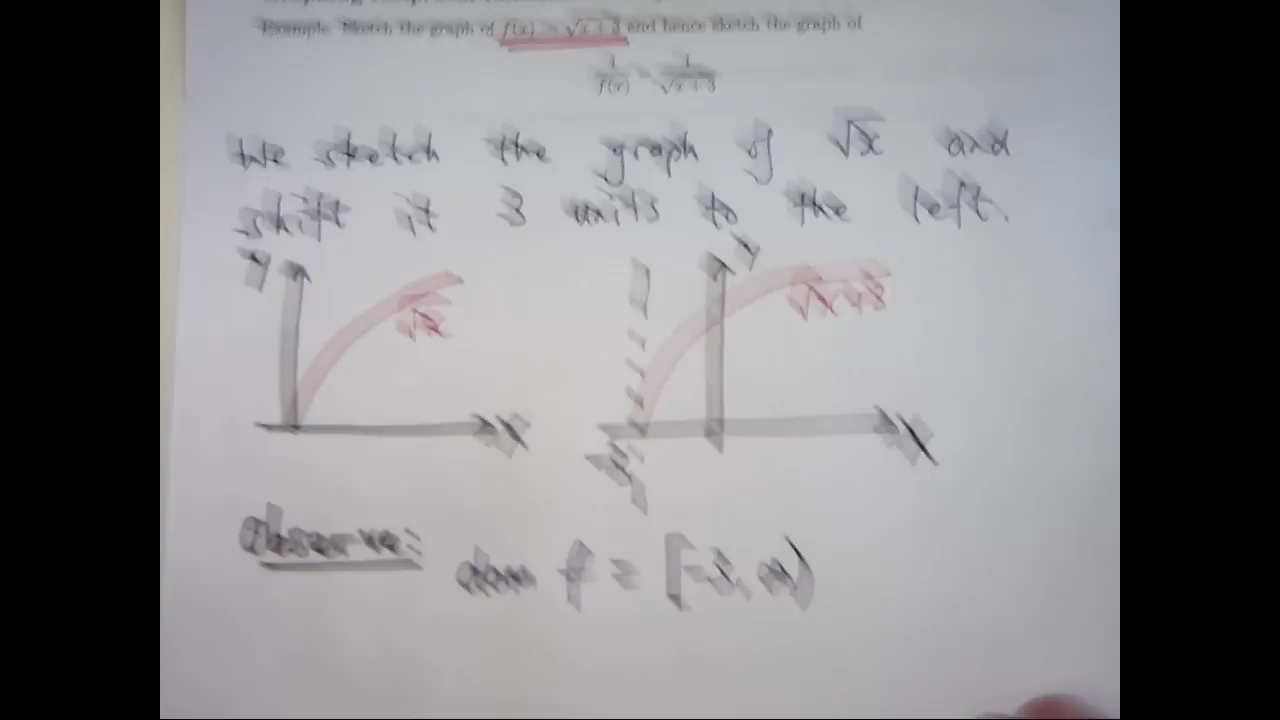 Example: Sketch the graph of f(x) = √x + 3 and hence sketch the graph of
1/f(x) = 1/√x + 3
We sketch the graph of √x and
shift it 3 units to the left.
y
√x
x
y
√x+3
x
-3
Observe:
dom f = [-3, ∞)